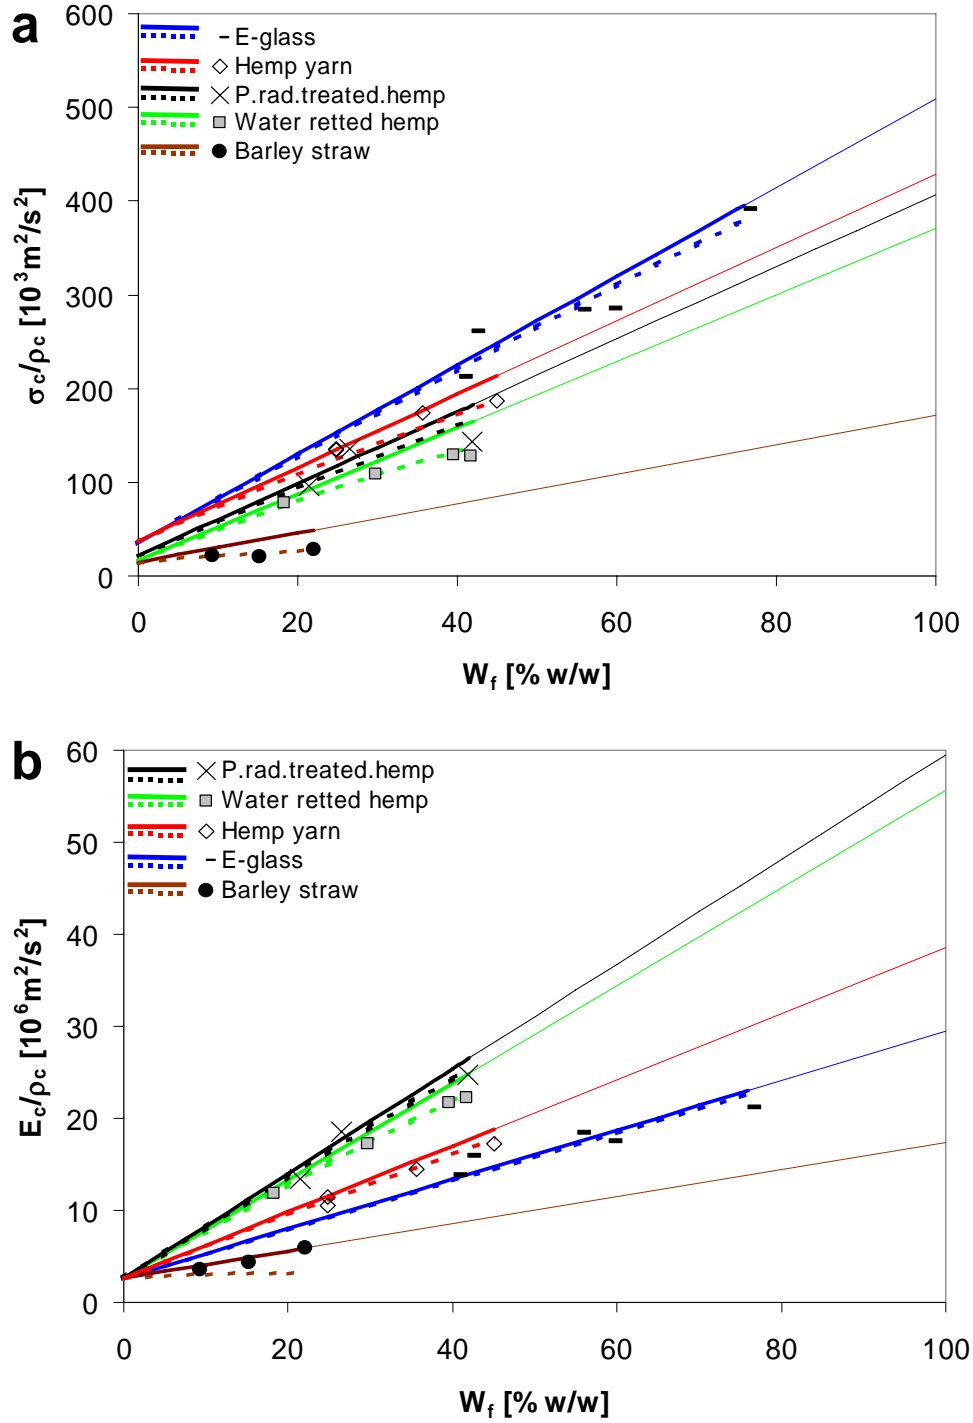 a
600
500
400
300
200
100
0
σc/ρc [10³m²/s²]
E-glass
Hemp yarn
P.rad.treated.hemp
Water retted hemp
Barley straw
0 20 40 60 80 100
Wf [% w/w]
b
60
50
40
30
20
10
0
Ec/ρc [10⁶m²/s²]
P.rad.treated.hemp
Water retted hemp
Hemp yarn
E-glass
Barley straw
0 20 40 60 80 100
Wf [% w/w]